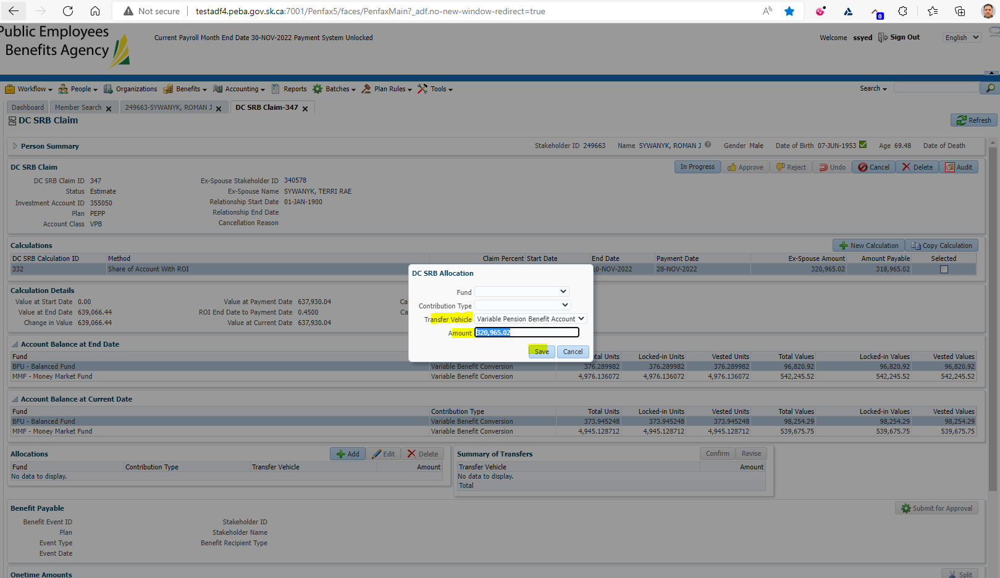 Not secure testadf4.peba.gov.sk.ca:7001/Penfax5/faces/PenfaxMain?_adf.no-new-window-redirect=true
0
Public Employees
Benefits Agency
Current Payroll Month End Date 30-NOV-2022 Payment System Unlocked
Welcome ssyed Sign Out English
Workflow People Organizations Benefits Accounting Reports Batches Plan Rules Tools Search
Dashboard Member Search 249663-SYWANYK, ROMAN J DC SRB Claim-347
DC SRB Claim Refresh
Person Summary Stakeholder ID 249663 Name SYWANYK, ROMAN J Gender Male Date of Birth 07-JUN-1953 Age 69.48 Date of Death
DC SRB Claim In Progress Approve Reject Undo Cancel Delete Audit
DC SRB Claim ID 347 Ex-Spouse Stakeholder ID 340578
Status Estimate Ex-Spouse Name SYWANYK, TERRI RAE
Investment Account ID 355050 Relationship Start Date 01-JAN-1900
Plan PEPP Relationship End Date
Account Class VPB Cancellation Reason
Calculations New Calculation Copy Calculation
DC SRB Calculation ID Method Claim Percent Start Date End Date Payment Date Ex-Spouse Amount Amount Payable Selected
332 Share of Account With ROI 10-NOV-2022 28-NOV-2022 320,965.02 318,965.02
DC SRB Allocation
Fund
Contribution Type
Transfer Vehicle Variable Pension Benefit Account
Amount 320,965.02
Save Cancel
Calculation Details
Value at Start Date 0.00 Value at Payment Date 637,930.04 Ca
Value at End Date 639,066.44 ROI End Date to Payment Date 0.4500 Ca
Change in Value 639,066.44 Value at Current Date 637,930.04
Account Balance at End Date
Fund tal Units Locked-in Units Vested Units Total Values Locked-in Values Vested Values
BFU - Balanced Fund Variable Benefit Conversion 376.289982 376.289982 376.289982 96,820.92 96,820.92 96,820.92
MMF - Money Market Fund Variable Benefit Conversion 4,976.136072 4,976.136072 4,976.136072 542,245.52 542,245.52 542,245.52
Account Balance at Current Date
Fund Contribution Type Total Units Locked-in Units Vested Units Total Values Locked-in Values Vested Values
BFU - Balanced Fund Variable Benefit Conversion 373.945248 373.945248 373.945248 98,254.29 98,254.29 98,254.29
MMF - Money Market Fund Variable Benefit Conversion 4,945.128712 4,945.128712 4,945.128712 539,675.75 539,675.75 539,675.75
Allocations Add Edit Delete
Fund Contribution Type Transfer Vehicle Amount
No data to display.
Summary of Transfers Confirm Revise
Transfer Vehicle Amount
No data to display.
Total
Benefit Payable Submit for Approval
Benefit Event ID Stakeholder ID
Plan Stakeholder Name
Event Type Benefit Recipient Type
Event Date
Onetime Amounts Split